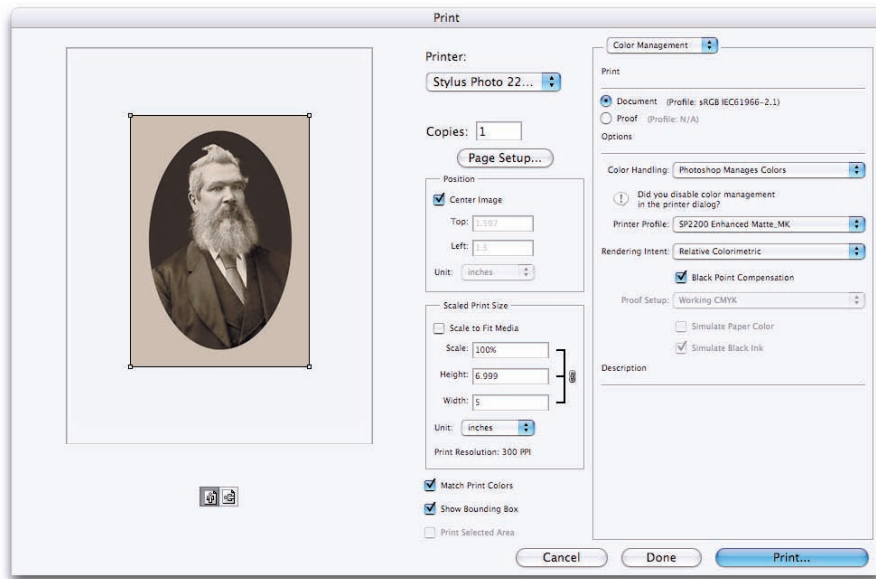 Print
Printer:
Stylus Photo 22...
Copies: 1
Page Setup...
Position
Center Image
Top: 1.597
Left: 1.5
Unit: inches
Scaled Print Size
Scale to Fit Media
Scale: 100%
Height: 6.999
Width: 5
Unit: inches
Print Resolution: 300 PPI
Match Print Colors
Show Bounding Box
Print Selected Area
Color Management
Print
Document (Profile: sRGB IEC61966-2.1)
Proof (Profile: N/A)
Options
Color Handling: Photoshop Manages Colors
Did you disable color management
in the printer dialog?
Printer Profile: SP2200 Enhanced Matte_MK
Rendering Intent: Relative Colorimetric
Black Point Compensation
Proof Setup: Working CMYK
Simulate Paper Color
Simulate Black Ink
Description
Cancel
Done
Print...